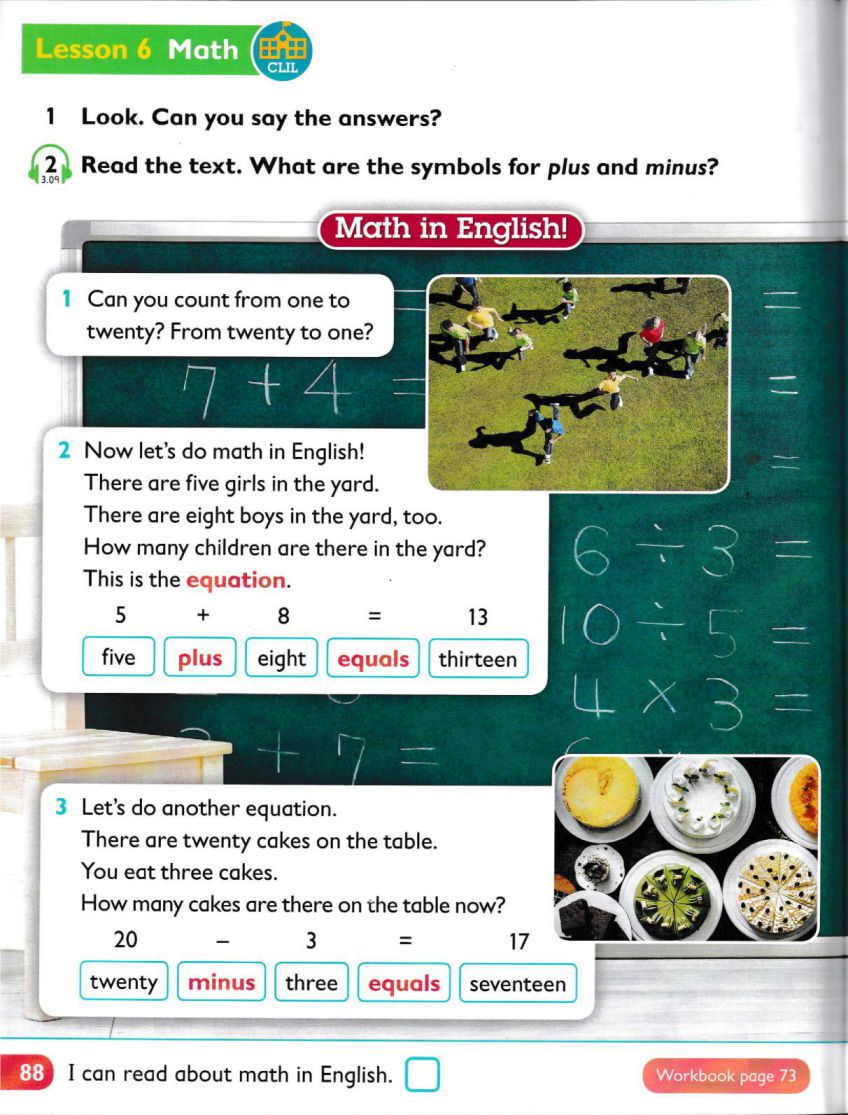 Lesson 6 Math
CLIL
1 Look. Can you say the answers?
2 Read the text. What are the symbols for plus and minus?
3.09
Math in English!
1 Can you count from one to
twenty? From twenty to one?
=
=
7 + 4 =
=
=
2 Now let's do math in English!
There are five girls in the yard.
There are eight boys in the yard, too.
How many children are there in the yard?
This is the equation.
5 + 8 = 13
five plus eight equals thirteen
6 ÷ 3 =
10 ÷ 5 =
4 × 3 =
+ 7 =
3 Let's do another equation.
There are twenty cakes on the table.
You eat three cakes.
How many cakes are there on the table now?
20 − 3 = 17
twenty minus three equals seventeen
88 I can read about math in English.
Workbook page 73